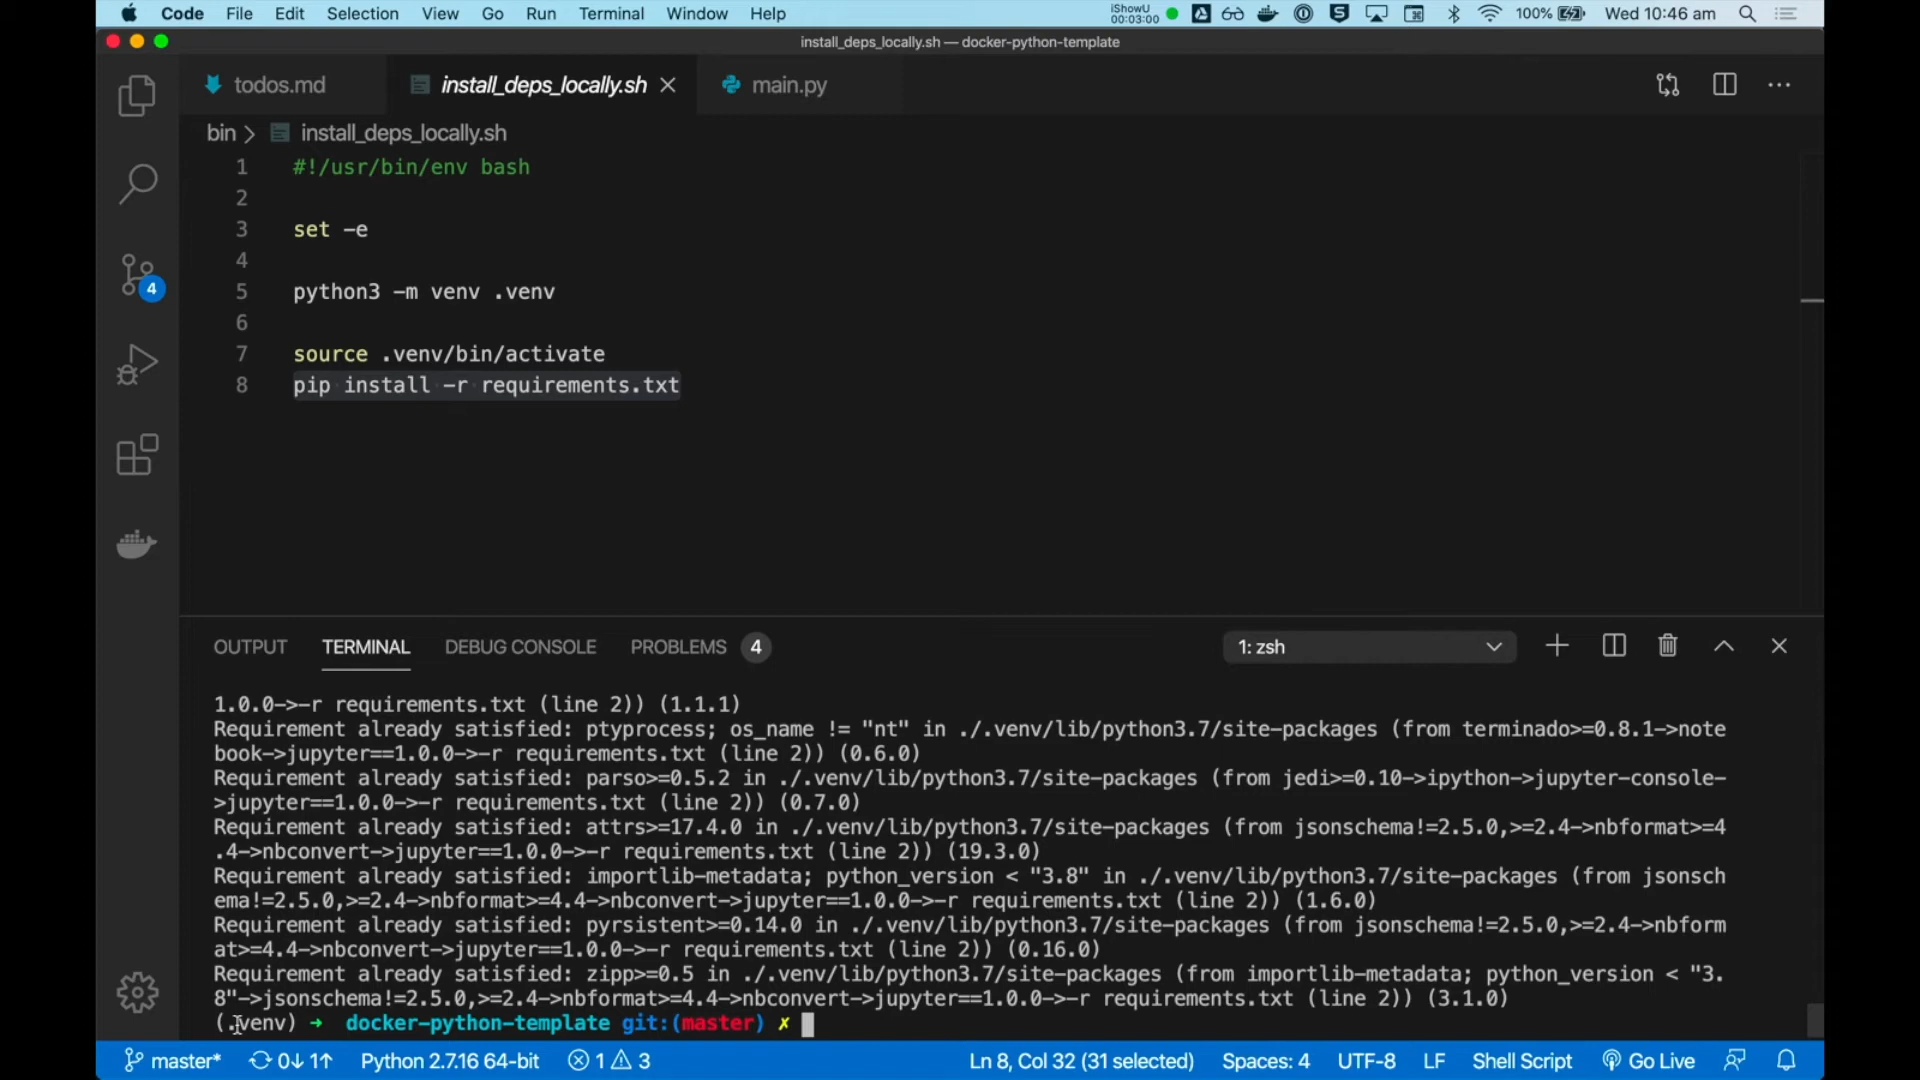 Code File Edit Selection View Go Run Terminal Window Help iShowU 00:03:00 100% Wed 10:46 am
install_deps_locally.sh — docker-python-template
todos.md install_deps_locally.sh main.py
bin > install_deps_locally.sh
1 #!/usr/bin/env bash
2
3 set -e
4
5 python3 -m venv .venv
6
7 source .venv/bin/activate
8 pip install -r requirements.txt
4
OUTPUT TERMINAL DEBUG CONSOLE PROBLEMS 4 1: zsh
1.0.0->-r requirements.txt (line 2)) (1.1.1)
Requirement already satisfied: ptyprocess; os_name != "nt" in ./.venv/lib/python3.7/site-packages (from terminado>=0.8.1->note
book->jupyter==1.0.0->-r requirements.txt (line 2)) (0.6.0)
Requirement already satisfied: parso>=0.5.2 in ./.venv/lib/python3.7/site-packages (from jedi>=0.10->ipython->jupyter-console-
>jupyter==1.0.0->-r requirements.txt (line 2)) (0.7.0)
Requirement already satisfied: attrs>=17.4.0 in ./.venv/lib/python3.7/site-packages (from jsonschema!=2.5.0,>=2.4->nbformat>=4
.4->nbconvert->jupyter==1.0.0->-r requirements.txt (line 2)) (19.3.0)
Requirement already satisfied: importlib-metadata; python_version < "3.8" in ./.venv/lib/python3.7/site-packages (from jsonsch
ema!=2.5.0,>=2.4->nbformat>=4.4->nbconvert->jupyter==1.0.0->-r requirements.txt (line 2)) (1.6.0)
Requirement already satisfied: pyrsistent>=0.14.0 in ./.venv/lib/python3.7/site-packages (from jsonschema!=2.5.0,>=2.4->nbform
at>=4.4->nbconvert->jupyter==1.0.0->-r requirements.txt (line 2)) (0.16.0)
Requirement already satisfied: zipp>=0.5 in ./.venv/lib/python3.7/site-packages (from importlib-metadata; python_version < "3.
8"->jsonschema!=2.5.0,>=2.4->nbformat>=4.4->nbconvert->jupyter==1.0.0->-r requirements.txt (line 2)) (3.1.0)
(.venv) → docker-python-template git:(master) ✗
master* 0↓ 1↑ Python 2.7.16 64-bit 1 3 Ln 8, Col 32 (31 selected) Spaces: 4 UTF-8 LF Shell Script Go Live